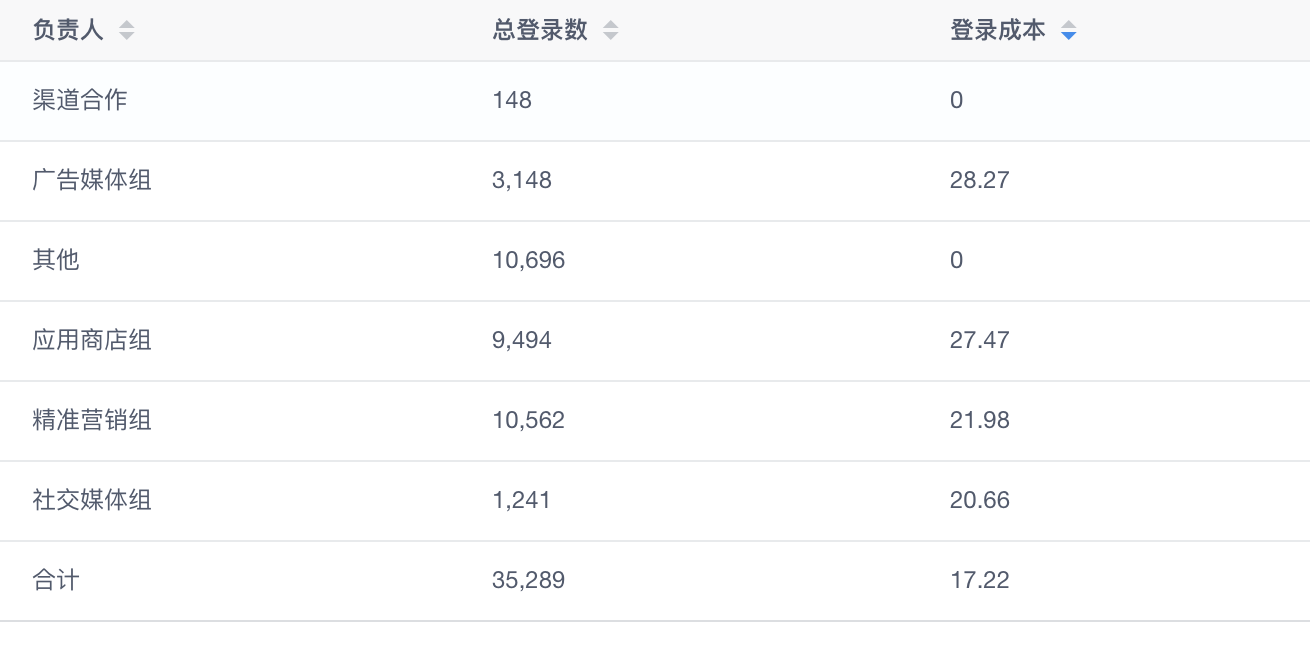 负责人 总登录数 登录成本
渠道合作 148 0
广告媒体组 3,148 28.27
其他 10,696 0
应用商店组 9,494 27.47
精准营销组 10,562 21.98
社交媒体组 1,241 20.66
合计 35,289 17.22